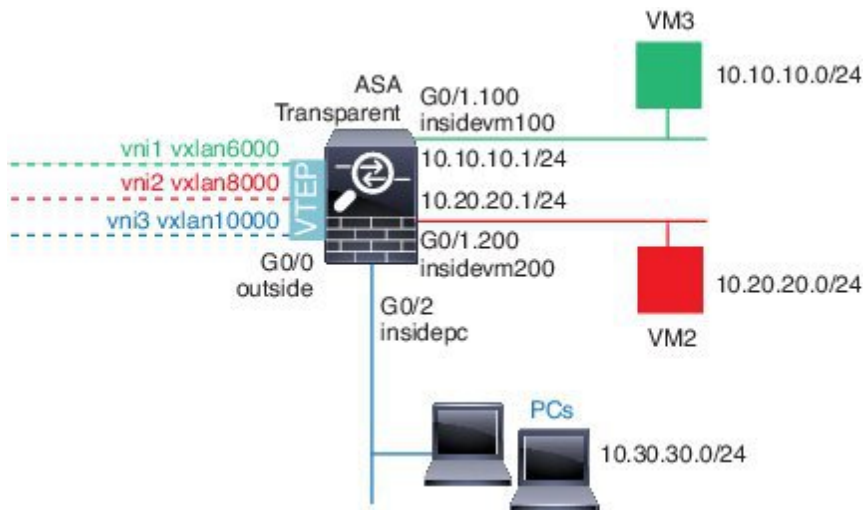 VM3
10.10.10.0/24
ASA
Transparent
G0/1.100
insidevm100
vni1 vxlan6000
vni2 vxlan8000
vni3 vxlan10000
VTEP
10.10.10.1/24
10.20.20.1/24
G0/1.200
insidevm200
G0/0
outside
10.20.20.0/24
VM2
G0/2
insidepc
PCs
10.30.30.0/24